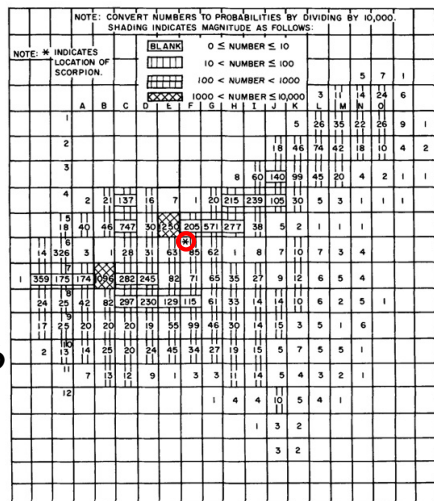 NOTE: CONVERT NUMBERS TO PROBABILITIES BY DIVIDING BY 10,000.
SHADING INDICATES MAGNITUDE AS FOLLOWS:
NOTE: * INDICATES LOCATION OF SCORPION.
BLANK 0 ≤ NUMBER ≤ 10
10 < NUMBER ≤ 100
100 < NUMBER < 1000
1000 < NUMBER ≤ 10,000
5 7 1
3 11 14 24 6
A B C D E F G H I J K L M N O
1 5 26 35 22 26 9 1
2 18 46 74 42 18 10 4 2
3 8 60 140 99 45 20 4 2 1 1
4 2 21 137 16 7 1 20 215 239 105 30 5 3 1 1 1
5 18 40 46 747 30 205 571 277 38 5 2 1 1
6 *
14 326 3 1 28 31 63 85 62 1 8 7 10 7 3 4
7
1 359 175 174 1096 282 245 82 71 65 35 27 9 12 6 5 4
8
24 25 42 82 297 230 129 115 61 33 14 14 10 6 2 5 1
9
17 25 20 20 20 19 55 99 46 30 14 15 3 5 1 6
10
2 13 14 25 20 24 45 34 27 19 15 5 7 5 5 1
11
7 13 12 9 1 3 3 11 14 5 4 3 2 1
12
1 4 4 10 5 4 1
1 3 2
3 2